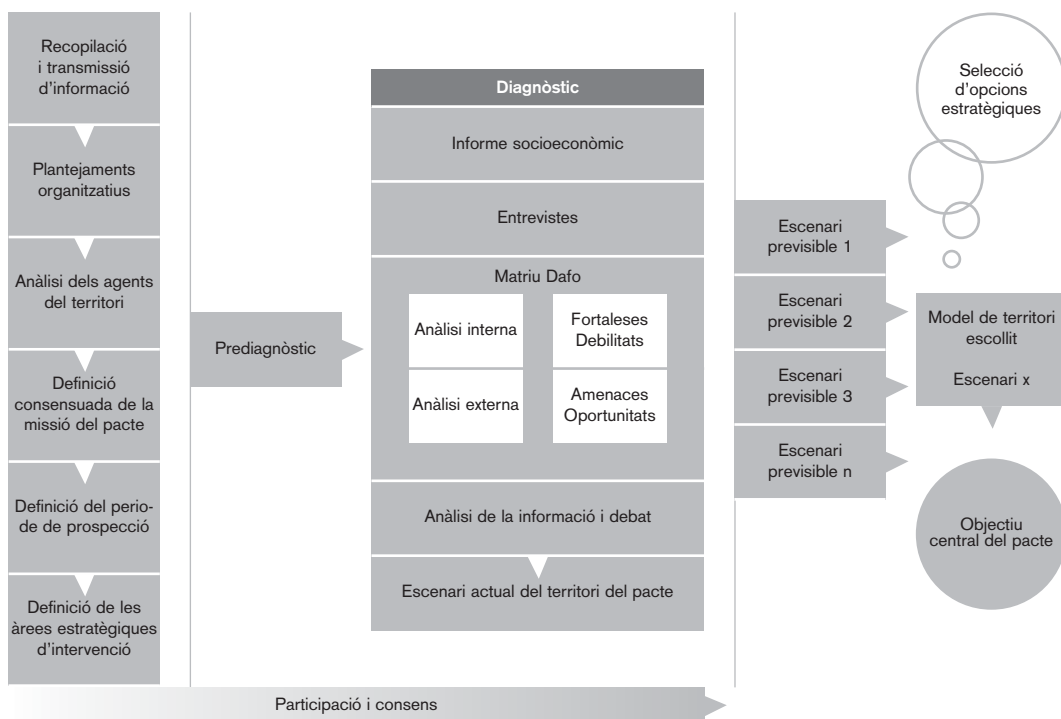 Recopilació
i transmissió
d'informació
Plantejaments
organitzatius
Anàlisi dels agents
del territori
Definició
consensuada de la
missió del pacte
Definició del perio-
de de prospecció
Definició de les
àrees estratègiques
d'intervenció
Prediagnòstic
Diagnòstic
Informe socioeconòmic
Entrevistes
Matriu Dafo
Anàlisi interna
Fortaleses
Debilitats
Anàlisi externa
Amenaces
Oportunitats
Anàlisi de la informació i debat
Escenari actual del territori del pacte
Escenari
previsible 1
Escenari
previsible 2
Escenari
previsible 3
Escenari
previsible n
Selecció
d'opcions
estratègiques
Model de territori
escollit
Escenari x
Objectiu
central del pacte
Participació i consens